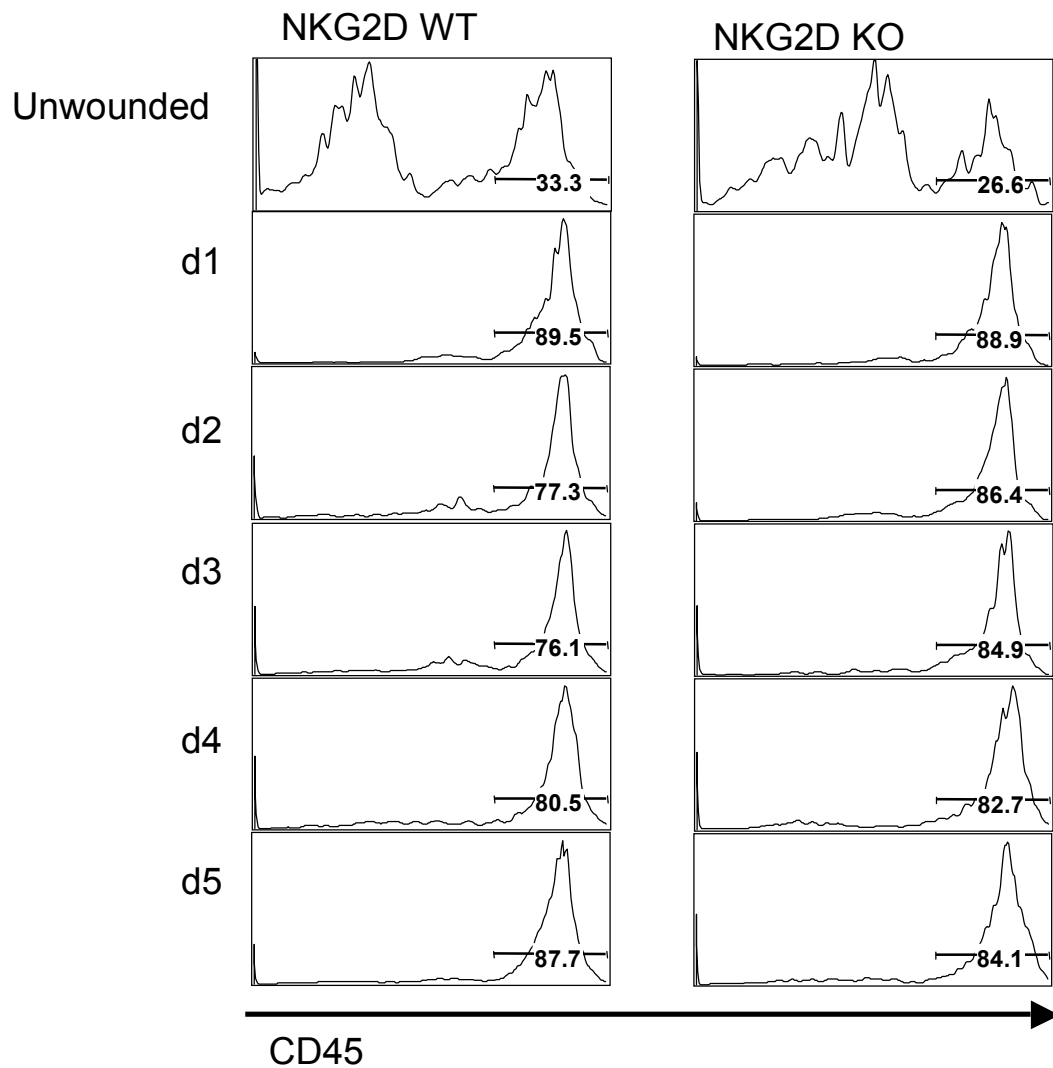 NKG2D WT
NKG2D KO
Unwounded
33.3
26.6
d1
89.5
88.9
d2
77.3
86.4
d3
76.1
84.9
d4
80.5
82.7
d5
87.7
84.1
CD45